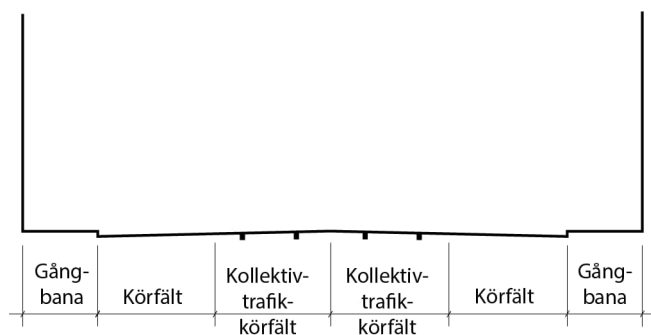 Gång-
bana
Körfält
Kollektiv-
trafik-
körfält
Kollektiv-
trafik-
körfält
Körfält
Gång-
bana